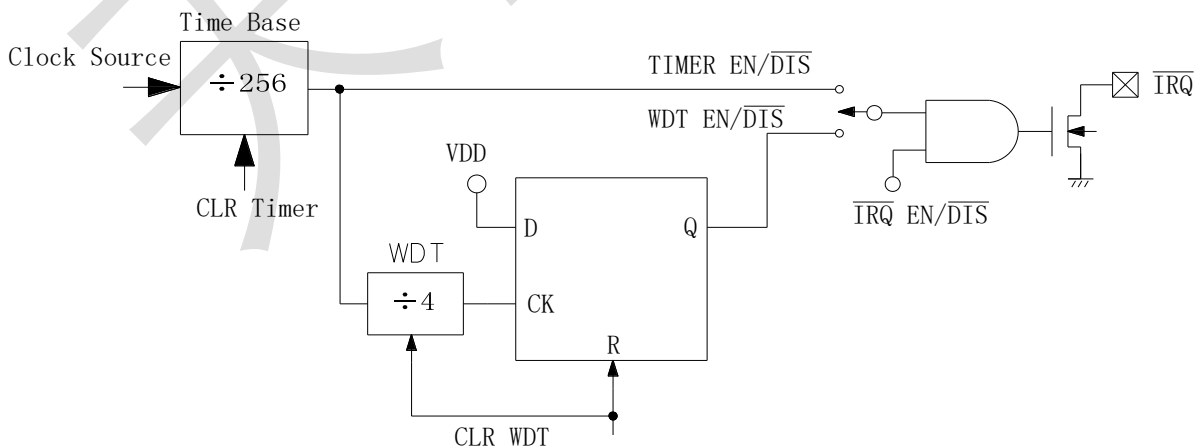 Time Base
Clock Source
÷256
CLR Timer
TIMER EN/DIS
WDT EN/DIS
IRQ
IRQ EN/DIS
VDD
D
Q
WDT
÷4
CK
R
CLR WDT